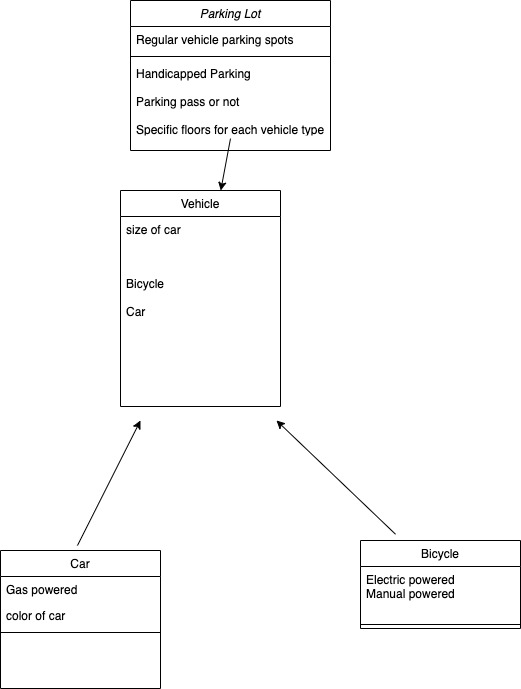 Parking Lot
Regular vehicle parking spots
Handicapped Parking
Parking pass or not
Specific floors for each vehicle type
Vehicle
size of car
Bicycle
Car
Car
Gas powered
color of car
Bicycle
Electric powered
Manual powered